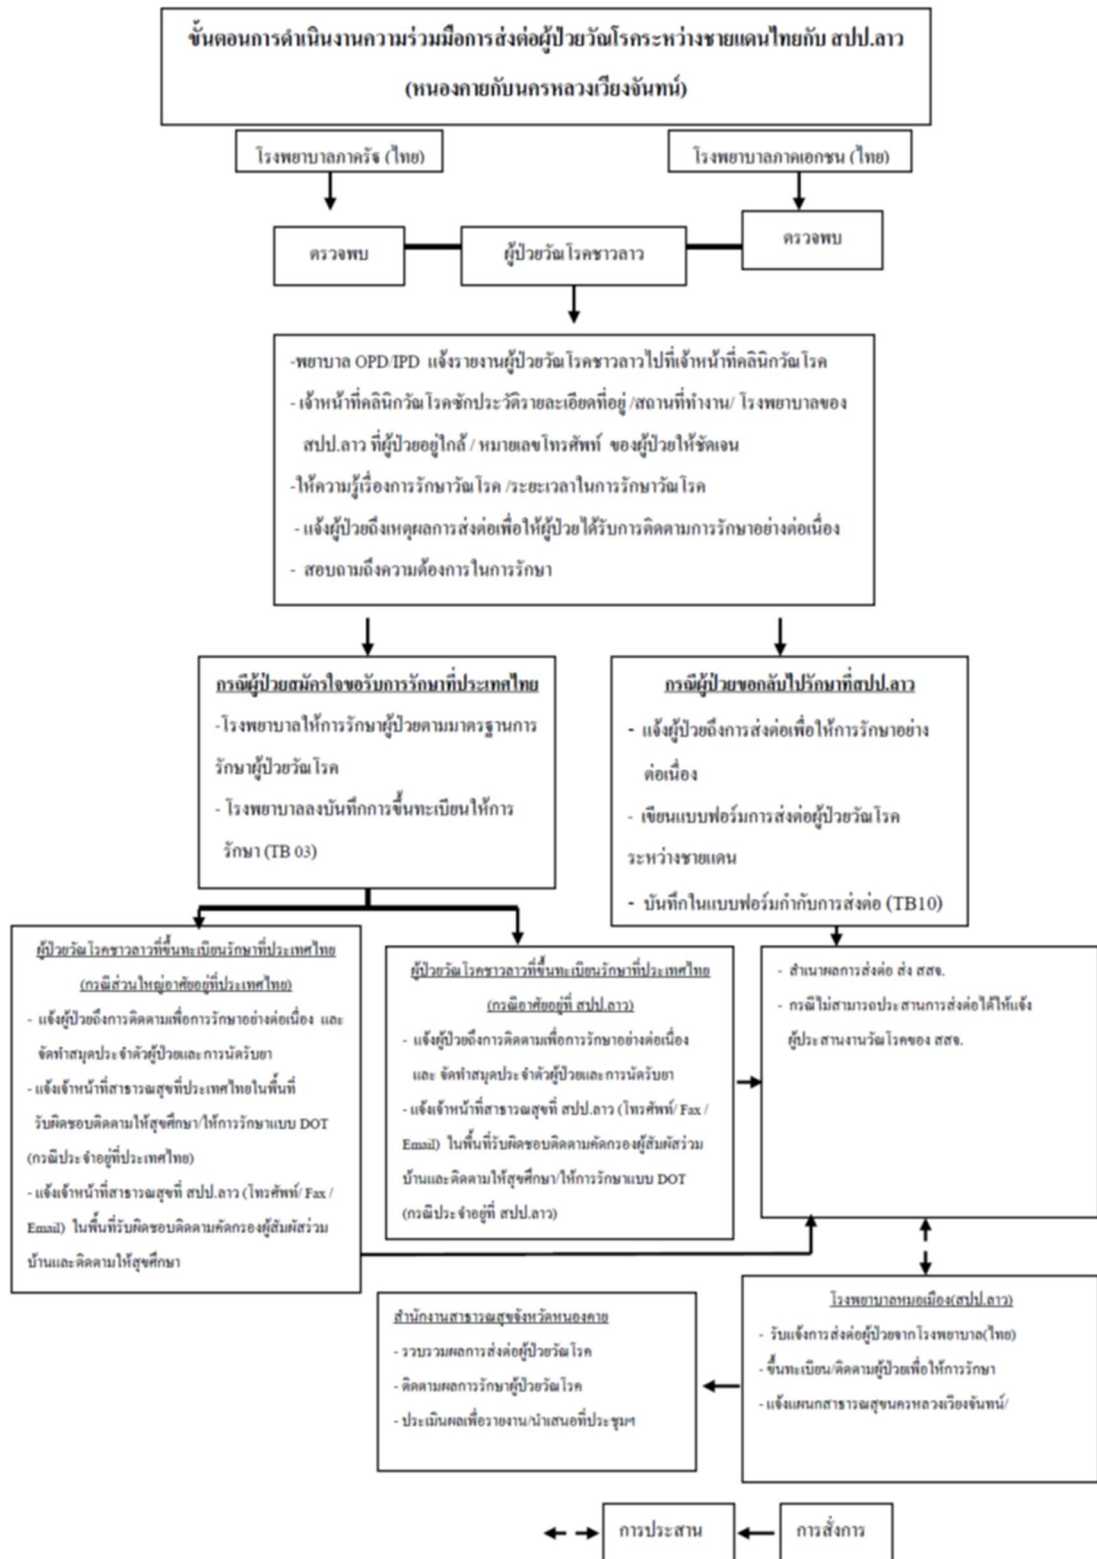 ขั้นตอนการดำเนินงานความร่วมมือการส่งต่อผู้ป่วยวัณโรคระหว่างชายแดนไทยกับ สปป.ลาว
(หนองคายกับนครหลวงเวียงจันทน์)
โรงพยาบาลภาครัฐ (ไทย)
โรงพยาบาลภาคเอกชน (ไทย)
ตรวจพบ
ผู้ป่วยวัณโรคชาวลาว
ตรวจพบ
-พยาบาล OPD/IPD แจ้งรายงานผู้ป่วยวัณโรคชาวลาวไปที่เจ้าหน้าที่คลินิกวัณโรค
- เจ้าหน้าที่คลินิกวัณโรคซักประวัติรายละเอียดที่อยู่ /สถานที่ทำงาน/ โรงพยาบาลของ
สปป.ลาว ที่ผู้ป่วยอยู่ใกล้ / หมายเลขโทรศัพท์ ของผู้ป่วยให้ชัดเจน
-ให้ความรู้เรื่องการรักษาวัณโรค /ระยะเวลาในการรักษาวัณโรค
- แจ้งผู้ป่วยถึงเหตุผลการส่งต่อเพื่อให้ผู้ป่วยได้รับการติดตามการรักษาอย่างต่อเนื่อง
- สอบถามถึงความต้องการในการรักษา
กรณีผู้ป่วยสมัครใจขอรับการรักษาที่ประเทศไทย
-โรงพยาบาลให้การรักษาผู้ป่วยตามมาตรฐานการ
รักษาผู้ป่วยวัณโรค
- โรงพยาบาลลงบันทึกการขึ้นทะเบียนให้การ
รักษา (TB 03)
กรณีผู้ป่วยขอกลับไปรักษาที่สปป.ลาว
- แจ้งผู้ป่วยถึงการส่งต่อเพื่อให้การรักษาอย่าง
ต่อเนื่อง
- เขียนแบบฟอร์มการส่งต่อผู้ป่วยวัณโรค
ระหว่างชายแดน
- บันทึกในแบบฟอร์มกำกับการส่งต่อ (TB10)
ผู้ป่วยวัณโรคชาวลาวที่ขึ้นทะเบียนรักษาที่ประเทศไทย
(กรณีส่วนใหญ่อาศัยอยู่ที่ประเทศไทย)
- แจ้งผู้ป่วยถึงการติดตามเพื่อการรักษาอย่างต่อเนื่อง และ
จัดทำสมุดประจำตัวผู้ป่วยและการนัดรับยา
- แจ้งเจ้าหน้าที่สาธารณสุขที่ประเทศไทยในพื้นที่
รับผิดชอบติดตามให้สุขศึกษา/ให้การรักษาแบบ DOT
(กรณีประจำอยู่ที่ประเทศไทย)
- แจ้งเจ้าหน้าที่สาธารณสุขที่ สปป.ลาว (โทรศัพท์/ Fax /
Email) ในพื้นที่รับผิดชอบติดตามคัดกรองผู้สัมผัสร่วม
บ้านและติดตามให้สุขศึกษา
ผู้ป่วยวัณโรคชาวลาวที่ขึ้นทะเบียนรักษาที่ประเทศไทย
(กรณีอาศัยอยู่ที่ สปป.ลาว)
- แจ้งผู้ป่วยถึงการติดตามเพื่อการรักษาอย่างต่อเนื่อง
และ จัดทำสมุดประจำตัวผู้ป่วยและการนัดรับยา
- แจ้งเจ้าหน้าที่สาธารณสุขที่ สปป.ลาว (โทรศัพท์/ Fax /
Email) ในพื้นที่รับผิดชอบติดตามคัดกรองผู้สัมผัสร่วม
บ้านและติดตามให้สุขศึกษา/ให้การรักษาแบบ DOT
(กรณีประจำอยู่ที่ สปป.ลาว)
- สำเนาผลการส่งต่อ ส่ง สสจ.
- กรณีไม่สามารถประสานการส่งต่อได้ให้แจ้ง
ผู้ประสานงานวัณโรคของ สสจ.
โรงพยาบาลหมอเมือง(สปป.ลาว)
- รับแจ้งการส่งต่อผู้ป่วยจากโรงพยาบาล(ไทย)
- ขึ้นทะเบียน/ติดตามผู้ป่วยเพื่อให้การรักษา
- แจ้งแผนกสาธารณสุขนครหลวงเวียงจันทน์/
สำนักงานสาธารณสุขจังหวัดหนองคาย
- รวบรวมผลการส่งต่อผู้ป่วยวัณโรค
- ติดตามผลการรักษาผู้ป่วยวัณโรค
- ประเมินผลเพื่อรายงาน/นำเสนอที่ประชุมฯ
การประสาน
การสั่งการ